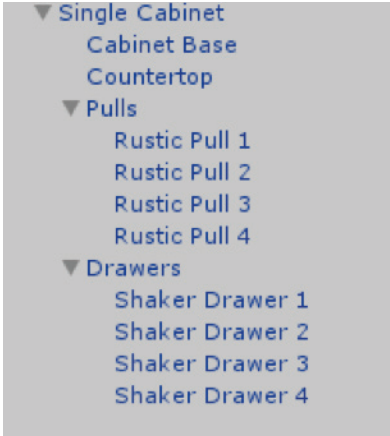 Single Cabinet
Cabinet Base
Countertop
Pulls
Rustic Pull 1
Rustic Pull 2
Rustic Pull 3
Rustic Pull 4
Drawers
Shaker Drawer 1
Shaker Drawer 2
Shaker Drawer 3
Shaker Drawer 4